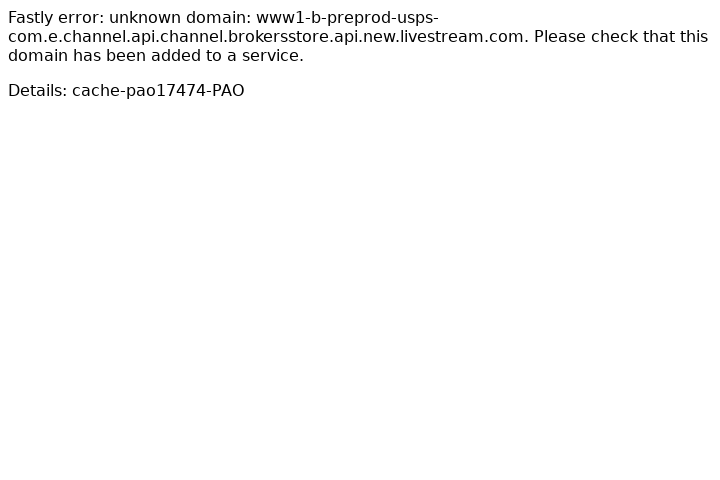 Fastly error: unknown domain: www1-b-preprod-usps-
com.e.channel.api.channel.brokersstore.api.new.livestream.com. Please check that this
domain has been added to a service.
Details: cache-pao17474-PAO